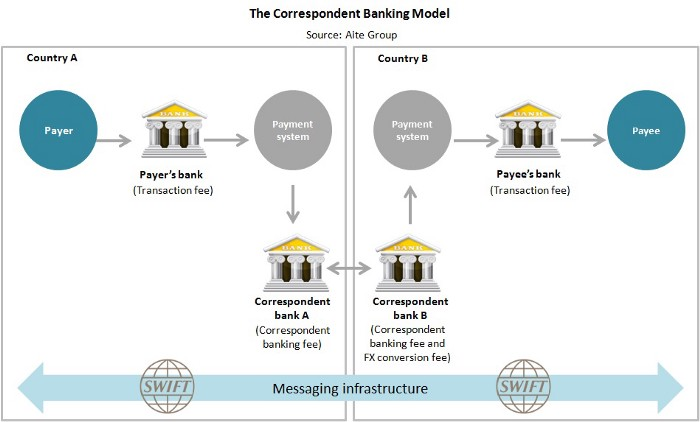 The Correspondent Banking Model
Source: Aite Group
Country A
Payer
BANK
Payer's bank
(Transaction fee)
Payment
system
BANK
Correspondent
bank A
(Correspondent
banking fee)
Country B
Payment
system
BANK
Payee's bank
(Transaction fee)
Payee
BANK
Correspondent
bank B
(Correspondent
banking fee and
FX conversion fee)
SWIFT
Messaging infrastructure
SWIFT